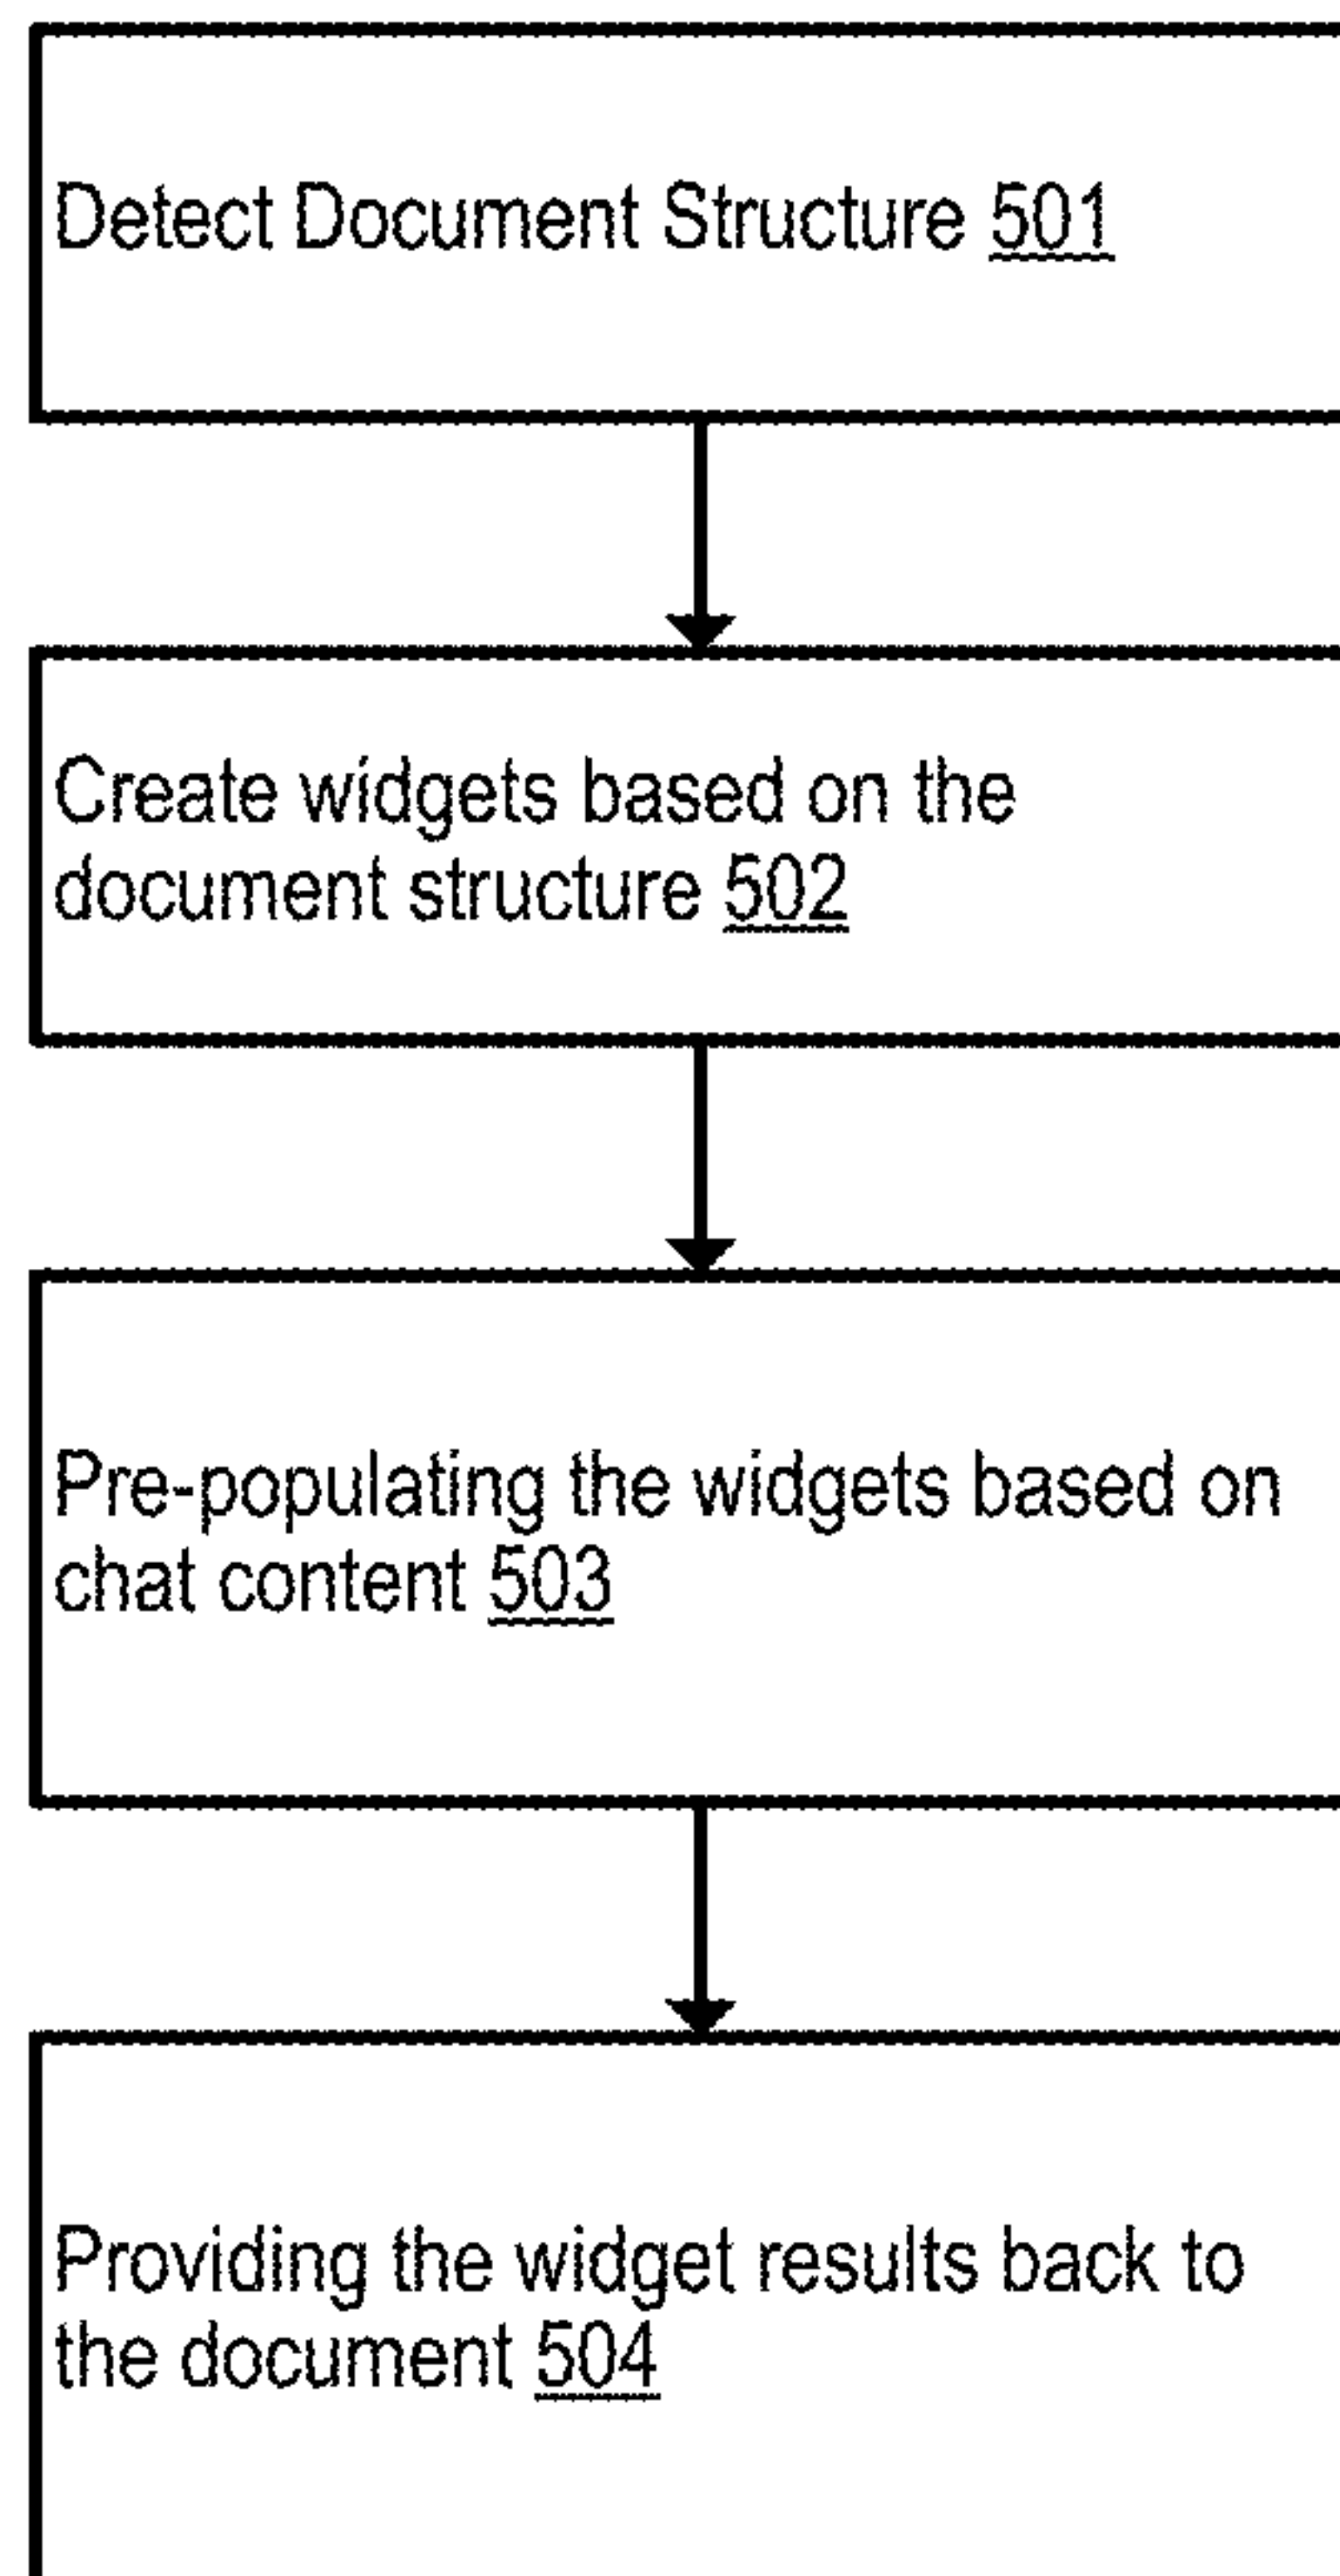 Detect Document Structure 501
Create widgets based on the
document structure 502
Pre-populating the widgets based on
chat content 503
Providing the widget results back to
the document 504